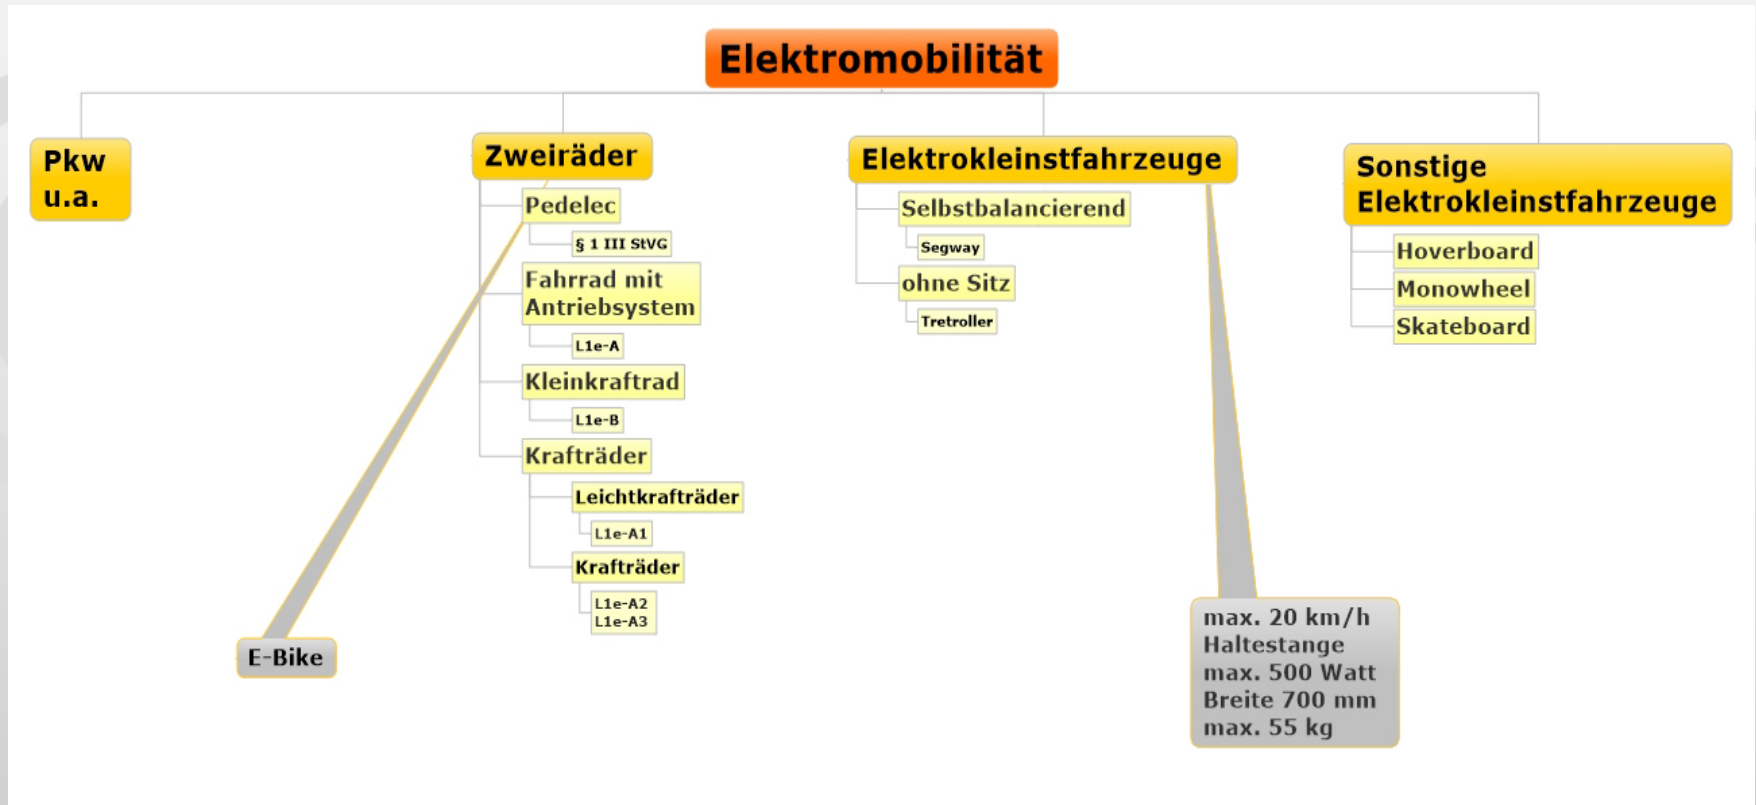 Elektromobilität
Pkw
u.a.
Zweiräder
Pedelec
§ 1 III StVG
Fahrrad mit
Antriebsystem
L1e-A
Kleinkraftrad
L1e-B
Krafträder
Leichtkrafträder
L1e-A1
Krafträder
L1e-A2
L1e-A3
E-Bike
Elektrokleinstfahrzeuge
Selbstbalancierend
Segway
ohne Sitz
Tretroller
max. 20 km/h
Haltestange
max. 500 Watt
Breite 700 mm
max. 55 kg
Sonstige
Elektrokleinstfahrzeuge
Hoverboard
Monowheel
Skateboard